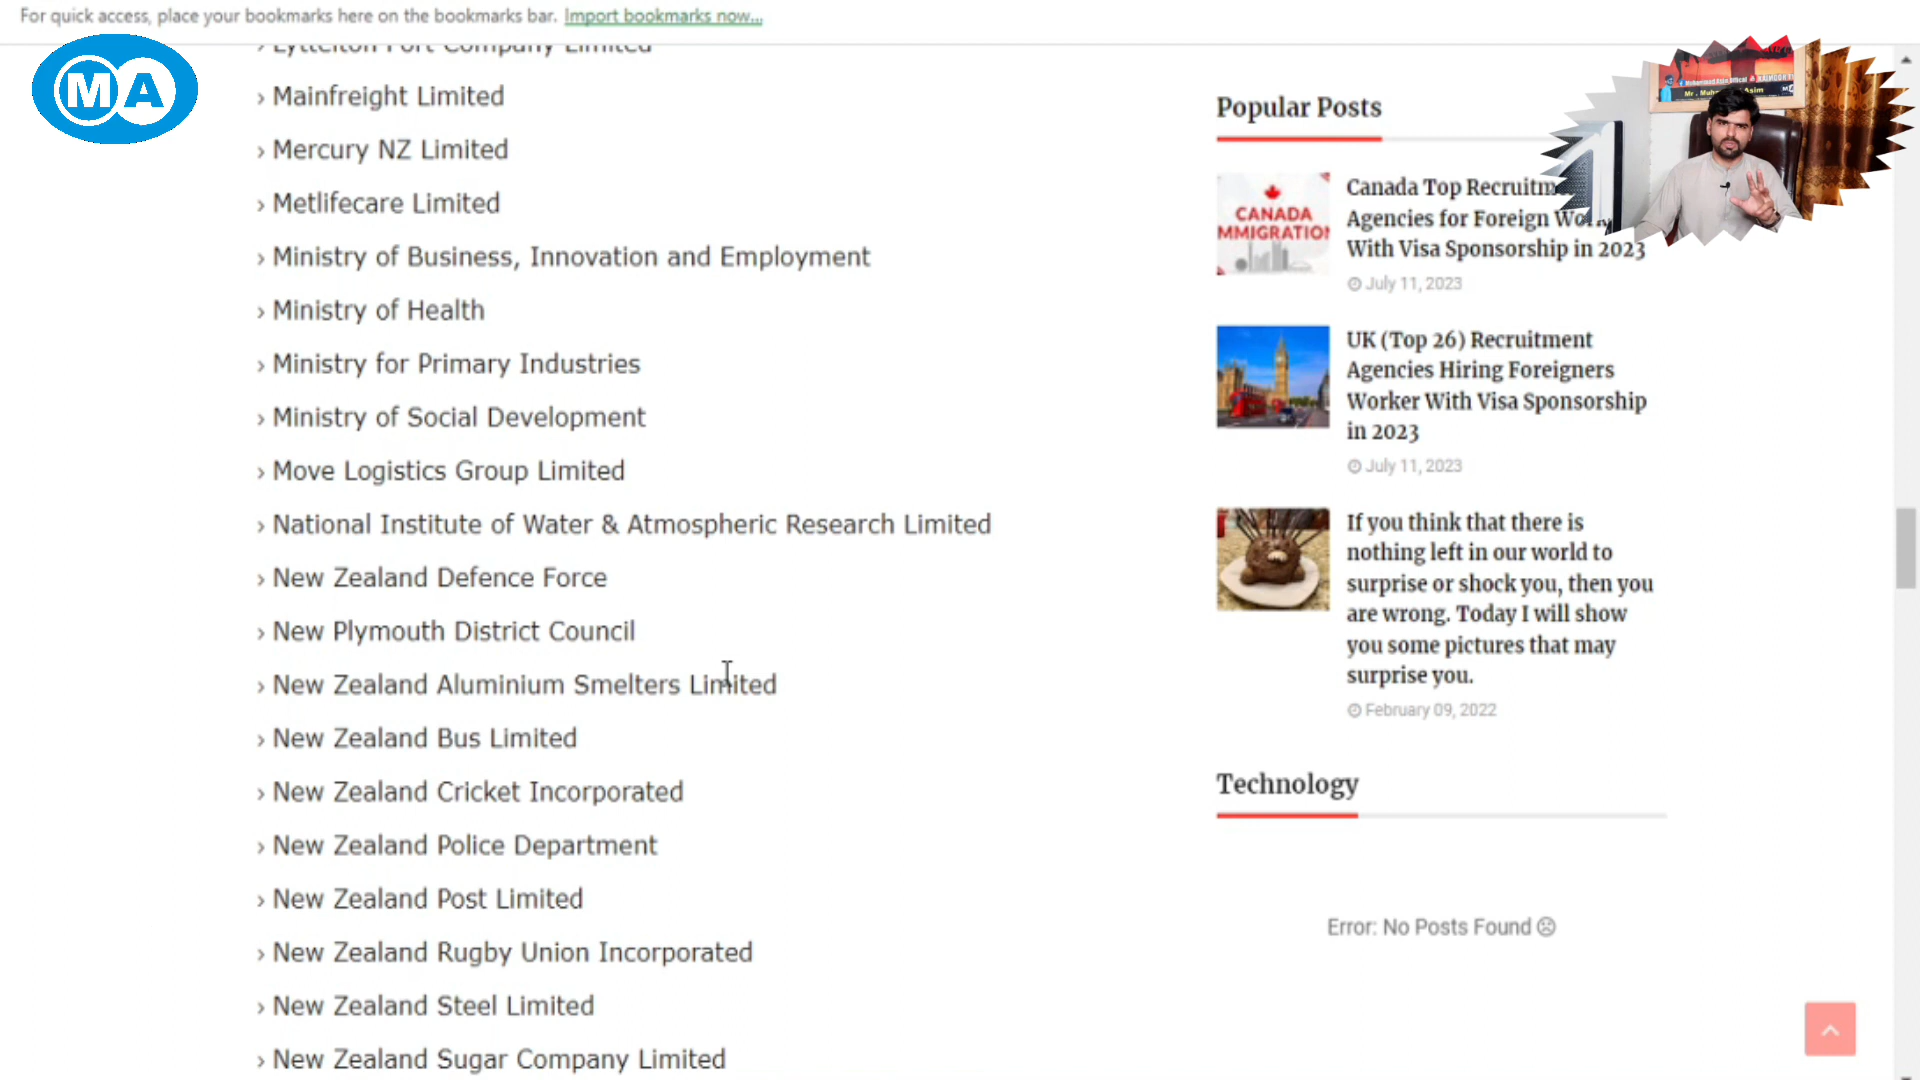 For quick access, place your bookmarks here on the bookmarks bar. Import bookmarks now...
MA
› Lyttelton Port Company Limited
› Mainfreight Limited
› Mercury NZ Limited
› Metlifecare Limited
› Ministry of Business, Innovation and Employment
› Ministry of Health
› Ministry for Primary Industries
› Ministry of Social Development
› Move Logistics Group Limited
› National Institute of Water & Atmospheric Research Limited
› New Zealand Defence Force
› New Plymouth District Council
› New Zealand Aluminium Smelters Limited
› New Zealand Bus Limited
› New Zealand Cricket Incorporated
› New Zealand Police Department
› New Zealand Post Limited
› New Zealand Rugby Union Incorporated
› New Zealand Steel Limited
› New Zealand Sugar Company Limited
Popular Posts
CANADA
MMIGRATION
Canada Top Recruitm
Agencies for Foreign Wo
With Visa Sponsorship in 2023
July 11, 2023
UK (Top 26) Recruitment
Agencies Hiring Foreigners
Worker With Visa Sponsorship
in 2023
July 11, 2023
If you think that there is
nothing left in our world to
surprise or shock you, then you
are wrong. Today I will show
you some pictures that may
surprise you.
February 09, 2022
Technology
Error: No Posts Found ☹